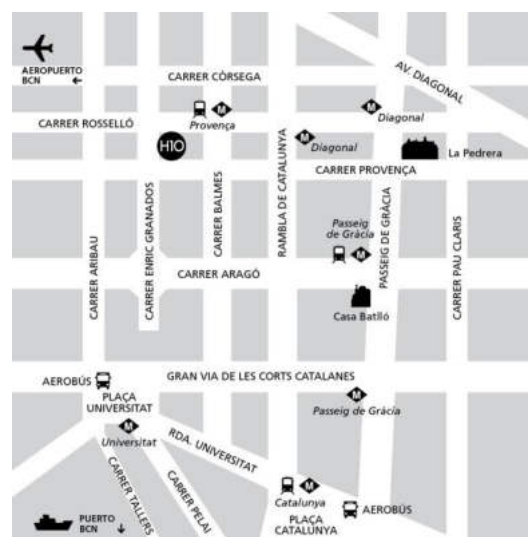 AEROPUERTO
BCN
CARRER CÒRSEGA
AV. DIAGONAL
CARRER ROSSELLÓ
Provença
M
M
Diagonal
M
Diagonal
H10
La Pedrera
CARRER PROVENÇA
CARRER ARIBAU
CARRER ENRIC GRANADOS
CARRER BALMES
RAMBLA DE CATALUNYA
PASSEIG DE GRÀCIA
CARRER PAU CLARIS
Passeig
de Gràcia
M
CARRER ARAGÓ
Casa Batlló
GRAN VIA DE LES CORTS CATALANES
AEROBÚS
PLAÇA
UNIVERSITAT
M
Universitat
M
Passeig de Gràcia
RDA. UNIVERSITAT
CARRER TALLERS
CARRER PELAI
M
Catalunya
PLAÇA
CATALUNYA
AEROBÚS
PUERTO
BCN